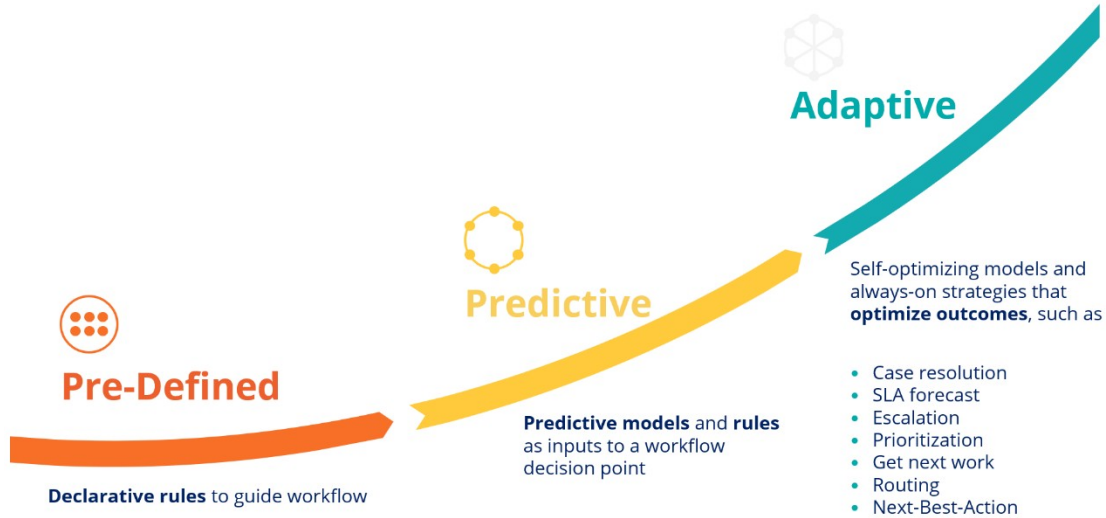 Pre-Defined
Declarative rules to guide workflow
Predictive
Predictive models and rules
as inputs to a workflow
decision point
Adaptive
Self-optimizing models and
always-on strategies that
optimize outcomes, such as
• Case resolution
• SLA forecast
• Escalation
• Prioritization
• Get next work
• Routing
• Next-Best-Action